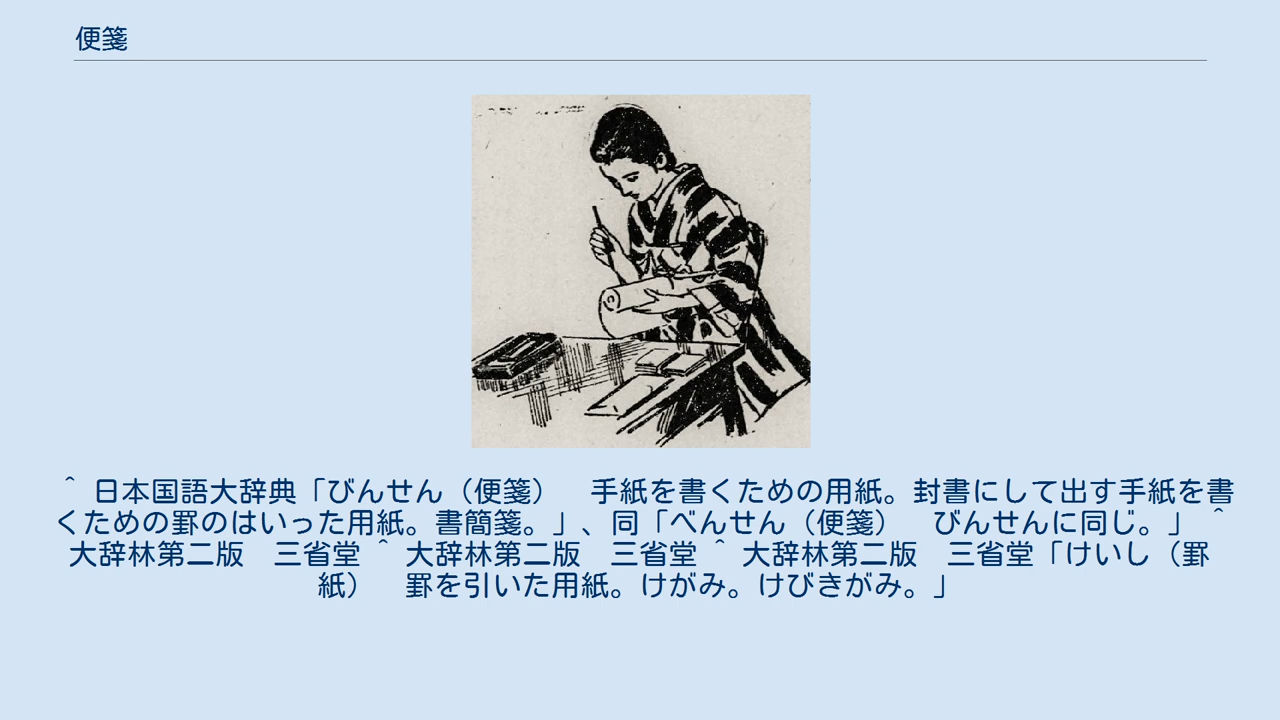 便箋
^ 日本国語大辞典「びんせん（便箋）　手紙を書くための用紙。封書にして出す手紙を書
くための罫のはいった用紙。書簡箋。」、同「べんせん（便箋）　びんせんに同じ。」 ^
大辞林第二版　三省堂 ^ 大辞林第二版　三省堂 ^ 大辞林第二版　三省堂「けいし（罫
紙）　罫を引いた用紙。けがみ。けびきがみ。」